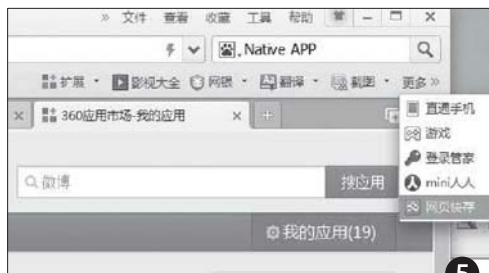 » 文件 查看 收藏 工具 帮助
Native APP
扩展 影视大全 网银 翻译 截图 更多 »
360应用市场-我的应用
直通手机
游戏
登录管家
mini人人
网页快存
微博 搜应用
我的应用(19)
5